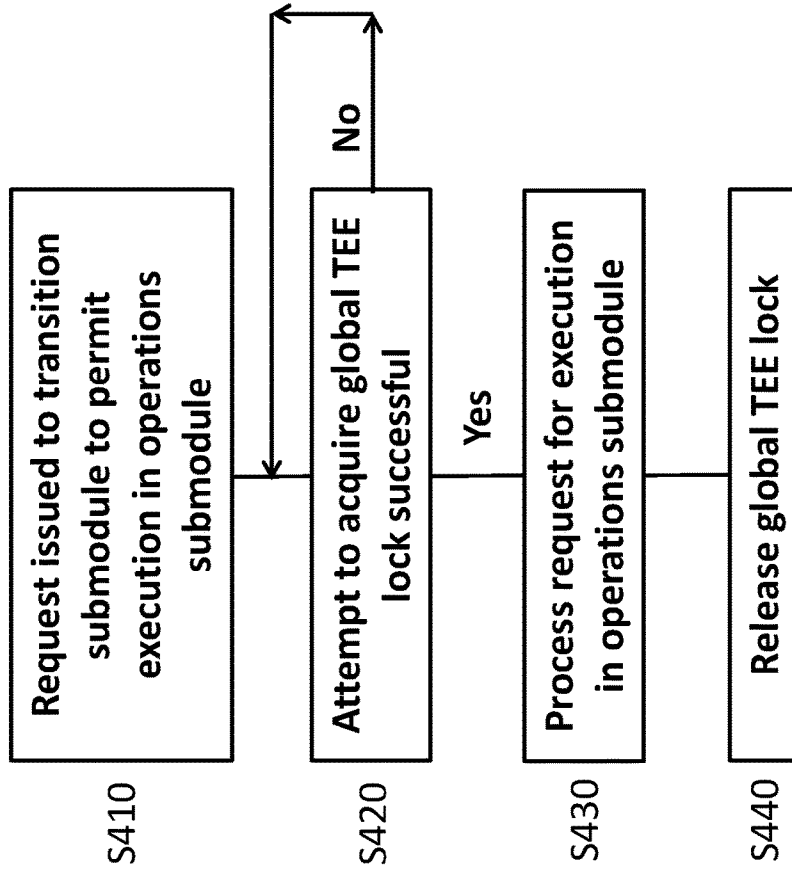 S410
Request issued to transition
submodule to permit
execution in operations
submodule
S420
Attempt to acquire global TEE
lock successful
No
Yes
S430
Process request for execution
in operations submodule
S440
Release global TEE lock